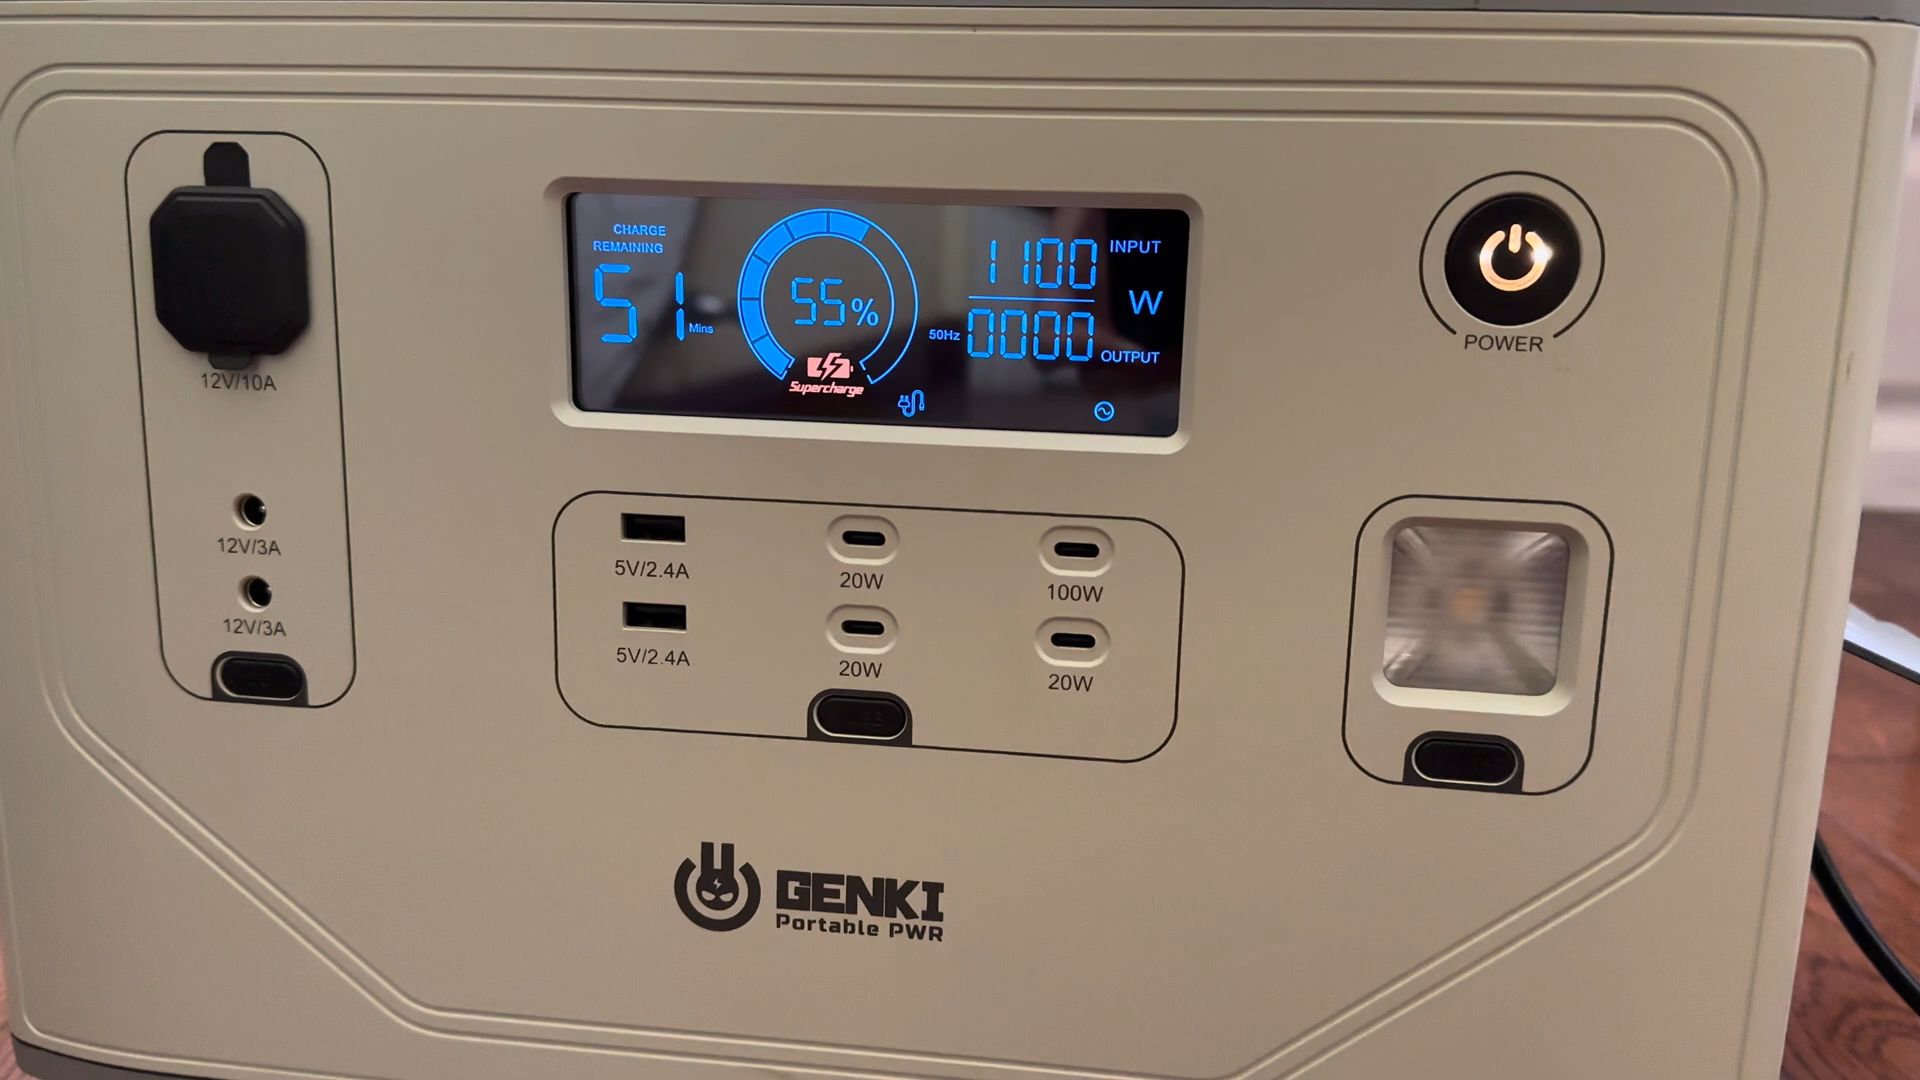 CHARGE
REMAINING
51 Mins
55%
Supercharge
1100 INPUT
W
50Hz 0000 OUTPUT
POWER
12V/10A
12V/3A
12V/3A
5V/2.4A
20W
100W
5V/2.4A
20W
20W
GENKI
Portable PWR